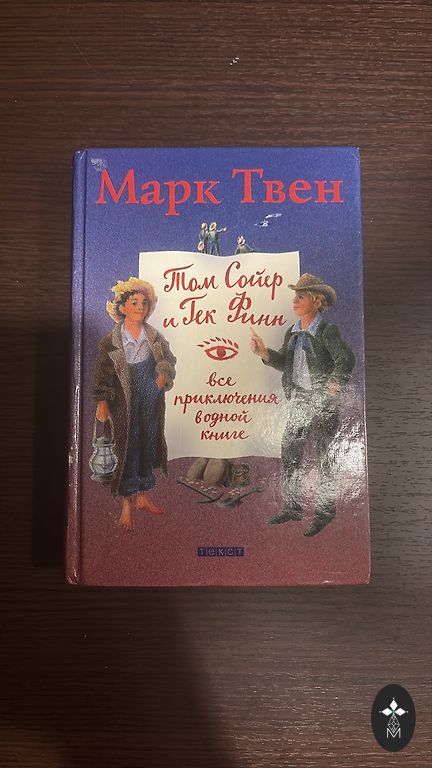 Марк Твен
Том Сойер
и Гек Финн
все
приключения
в одной
книге
текст
M